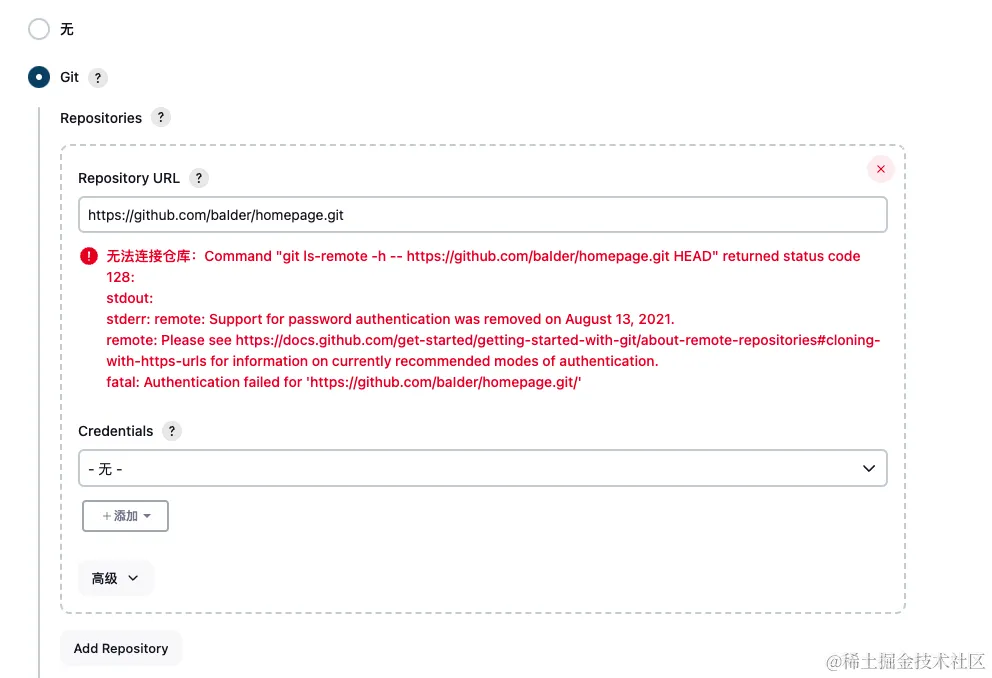 无
Git ?
Repositories ?
Repository URL ?
https://github.com/balder/homepage.git
无法连接仓库：Command "git ls-remote -h -- https://github.com/balder/homepage.git HEAD" returned status code
128:
stdout:
stderr: remote: Support for password authentication was removed on August 13, 2021.
remote: Please see https://docs.github.com/get-started/getting-started-with-git/about-remote-repositories#cloning-
with-https-urls for information on currently recommended modes of authentication.
fatal: Authentication failed for 'https://github.com/balder/homepage.git/'
Credentials ?
- 无 -
+添加
高级
Add Repository
@稀土掘金技术社区